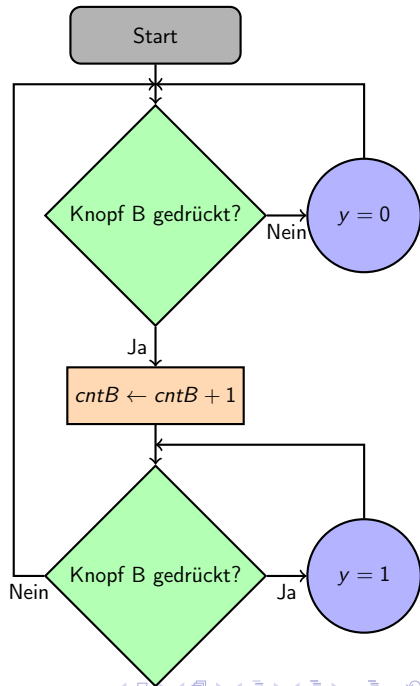 Start
Knopf B gedrückt?
Nein
y = 0
Ja
cntB ← cntB + 1
Knopf B gedrückt?
Nein
Ja
y = 1